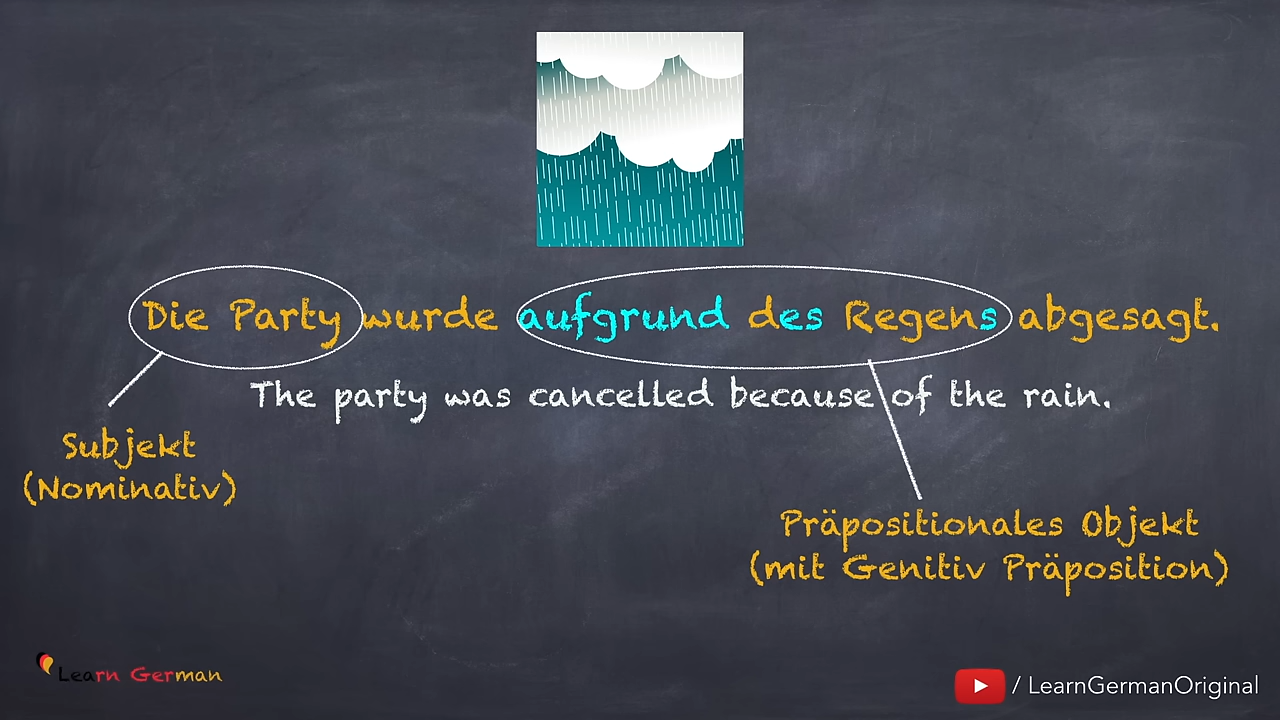 Die Party wurde aufgrund des Regens abgesagt.
The party was cancelled because of the rain.
Subjekt
(Nominativ)
Präpositionales Objekt
(mit Genitiv Präposition)
Learn German
/ LearnGermanOriginal